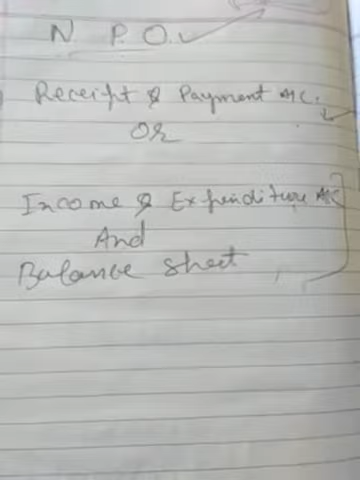 N P. O.
Receipt & Payment A/C.
OR
Income & Expenditure A/C
And
Balance sheet